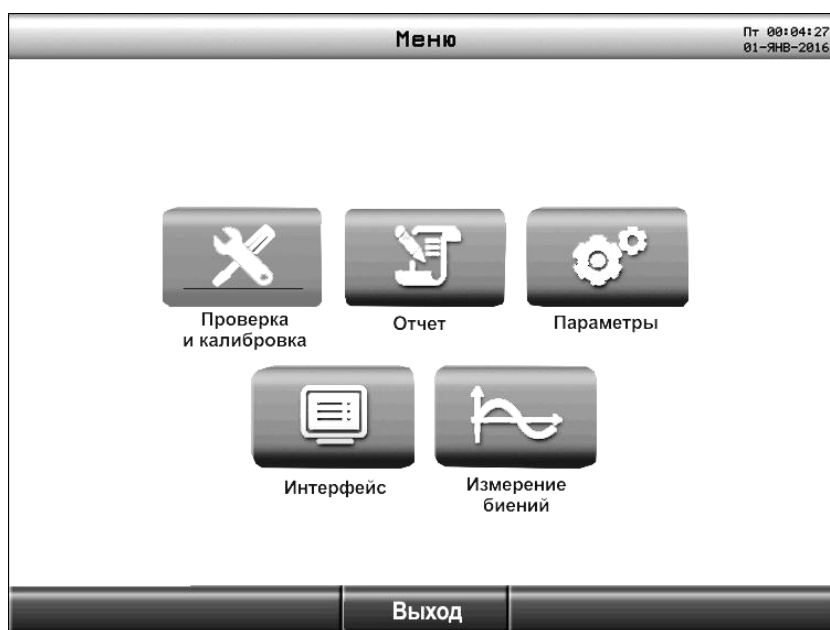 Меню
Пт 00:04:27
01-ЯНВ-2016
Проверка
и калибровка
Отчет
Параметры
Интерфейс
Измерение
биений
Выход